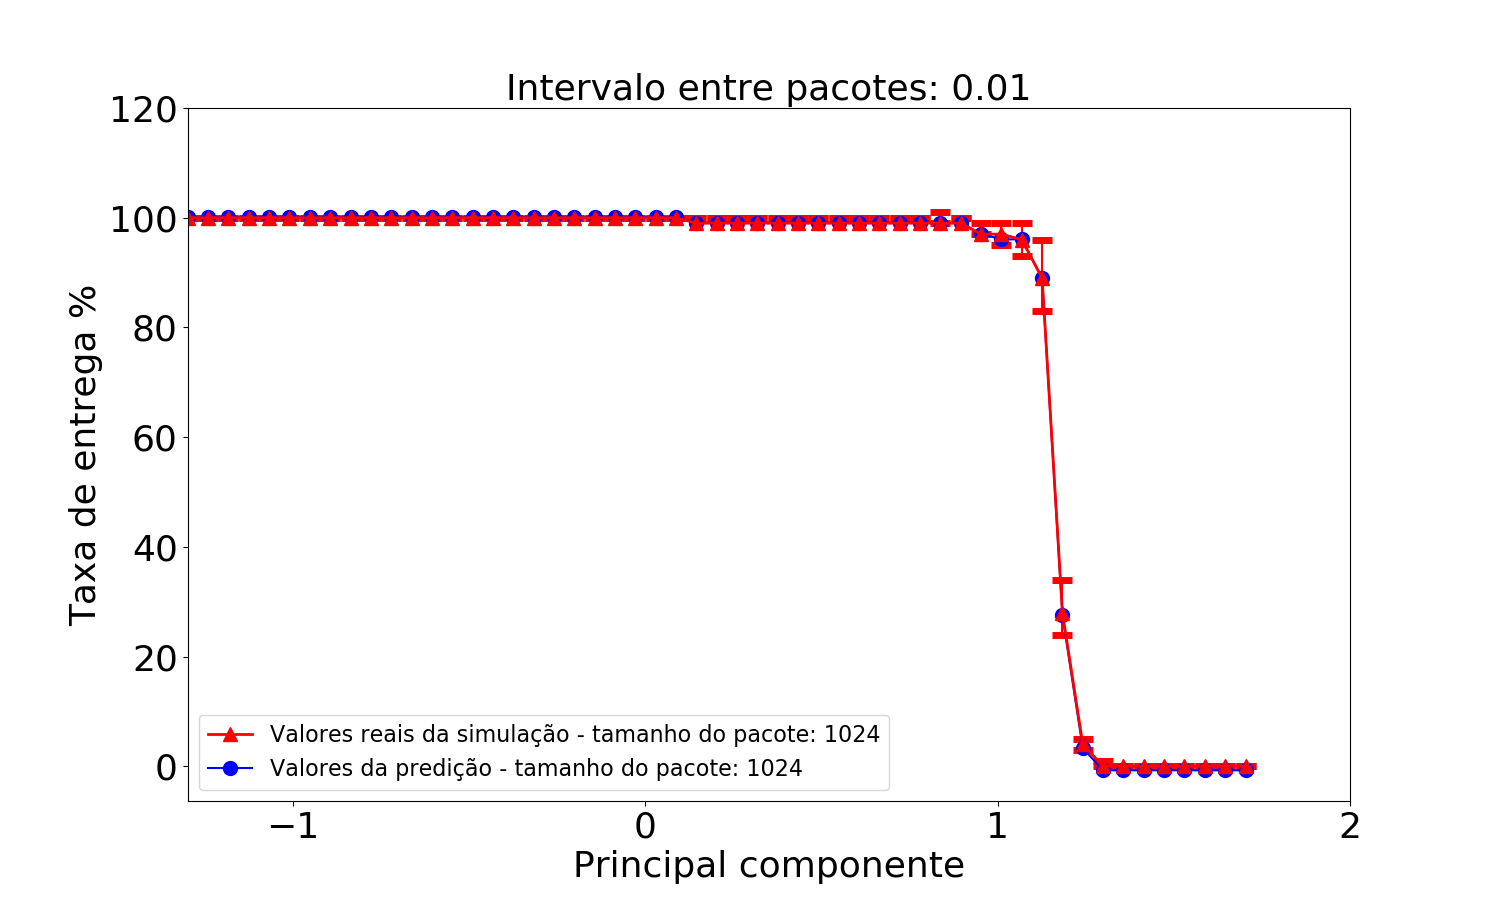 Intervalo entre pacotes: 0.01
120
100
80
60
40
20
0
Taxa de entrega %
Valores reais da simulação - tamanho do pacote: 1024
Valores da predição - tamanho do pacote: 1024
−1 0 1 2
Principal componente